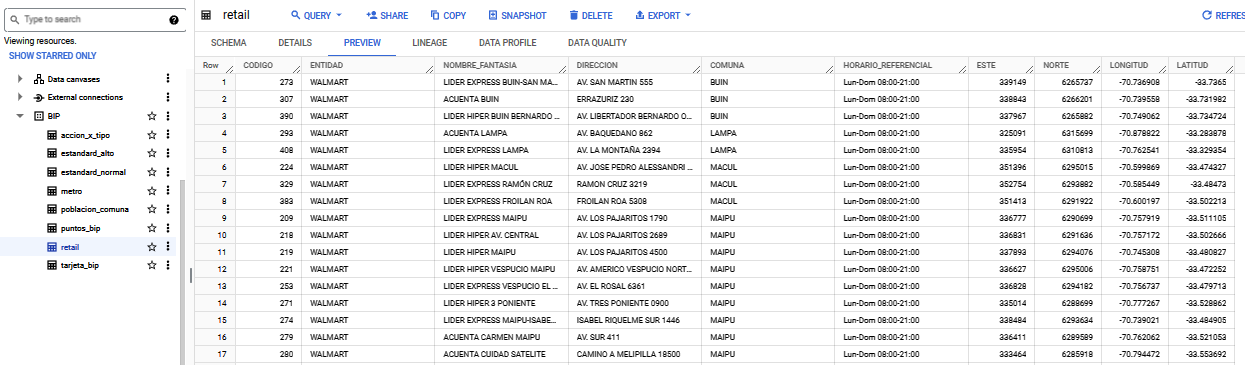 Type to search
Viewing resources.
SHOW STARRED ONLY
Data canvases
External connections
BIP
accion_x_tipo
estandard_alto
estandard_normal
metro
poblacion_comuna
puntos_bip
retail
tarjeta_bip
retail QUERY SHARE COPY SNAPSHOT DELETE EXPORT REFRES
SCHEMA DETAILS PREVIEW LINEAGE DATA PROFILE DATA QUALITY
Row CODIGO ENTIDAD NOMBRE_FANTASIA DIRECCION COMUNA HORARIO_REFERENCIAL ESTE NORTE LONGITUD LATITUD
1 273 WALMART LIDER EXPRESS BUIN-SAN MA... AV. SAN MARTIN 555 BUIN Lun-Dom 08:00-21:00 339149 6265737 -70.736908 -33.7365
2 307 WALMART ACUENTA BUIN ERRAZURIZ 230 BUIN Lun-Dom 08:00-21:00 338843 6266201 -70.739558 -33.731982
3 390 WALMART LIDER HIPER BUIN BERNARDO ... AV. LIBERTADOR BERNARDO O... BUIN Lun-Dom 08:00-21:00 337967 6265882 -70.749062 -33.734724
4 293 WALMART ACUENTA LAMPA AV. BAQUEDANO 862 LAMPA Lun-Dom 08:00-21:00 325091 6315699 -70.878822 -33.283878
5 408 WALMART LIDER EXPRESS LAMPA AV. LA MONTAÑA 2394 LAMPA Lun-Dom 08:00-21:00 335954 6310813 -70.762541 -33.329354
6 224 WALMART LIDER HIPER MACUL AV. JOSE PEDRO ALESSANDRI ... MACUL Lun-Dom 08:00-21:00 351396 6295015 -70.599869 -33.474327
7 329 WALMART LIDER EXPRESS RAMÓN CRUZ RAMON CRUZ 3219 MACUL Lun-Dom 08:00-21:00 352754 6293882 -70.585449 -33.48473
8 383 WALMART LIDER EXPRESS FROILAN ROA FROILAN ROA 5308 MACUL Lun-Dom 08:00-21:00 351413 6291922 -70.600197 -33.502213
9 209 WALMART LIDER EXPRESS MAIPU AV. LOS PAJARITOS 1790 MAIPU Lun-Dom 08:00-21:00 336777 6290699 -70.757919 -33.511105
10 218 WALMART LIDER HIPER AV. CENTRAL AV. LOS PAJARITOS 2689 MAIPU Lun-Dom 08:00-21:00 336831 6291636 -70.757172 -33.502666
11 219 WALMART LIDER HIPER MAIPU AV. LOS PAJARITOS 4500 MAIPU Lun-Dom 08:00-21:00 337893 6294076 -70.745308 -33.480827
12 221 WALMART LIDER HIPER VESPUCIO MAIPU AV. AMERICO VESPUCIO NORT... MAIPU Lun-Dom 08:00-21:00 336627 6295006 -70.758751 -33.472252
13 253 WALMART LIDER EXPRESS VESPUCIO EL ... AV. EL ROSAL 6361 MAIPU Lun-Dom 08:00-21:00 336828 6294182 -70.756737 -33.479713
14 271 WALMART LIDER HIPER 3 PONIENTE AV. TRES PONIENTE 0900 MAIPU Lun-Dom 08:00-21:00 335014 6288699 -70.777267 -33.528862
15 274 WALMART LIDER EXPRESS MAIPU-ISABE... ISABEL RIQUELME SUR 1446 MAIPU Lun-Dom 08:00-21:00 338484 6293634 -70.739021 -33.484905
16 279 WALMART ACUENTA CARMEN MAIPU AV. SUR 411 MAIPU Lun-Dom 08:00-21:00 336411 6289589 -70.762062 -33.521053
17 280 WALMART ACUENTA CUIDAD SATELITE CAMINO A MELIPILLA 18500 MAIPU Lun-Dom 08:00-21:00 333464 6285918 -70.794472 -33.553692